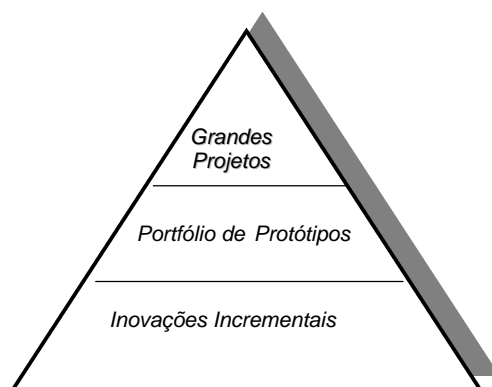 Grandes
Projetos
Portfólio de Protótipos
Inovações Incrementais